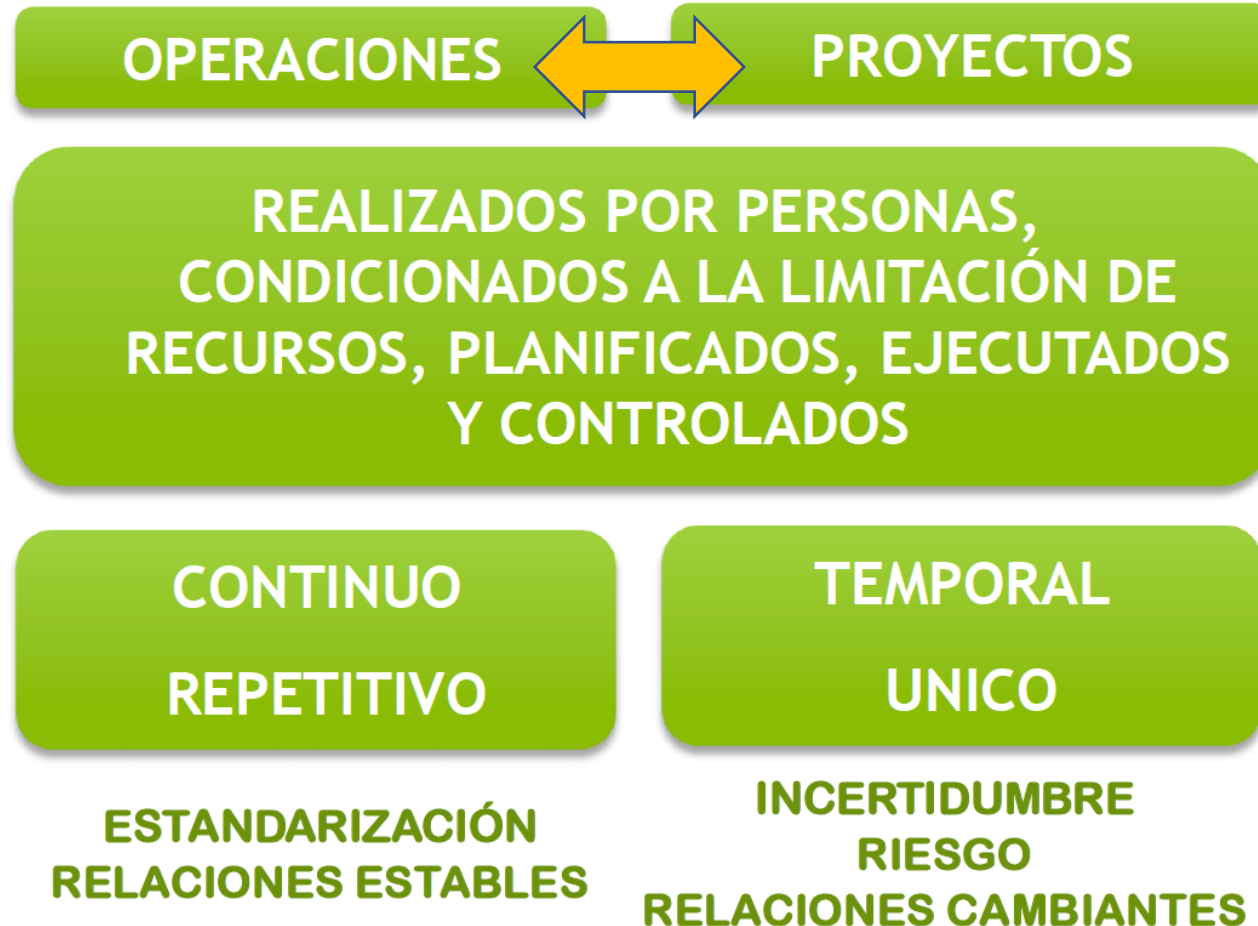 OPERACIONES
PROYECTOS
REALIZADOS POR PERSONAS,
CONDICIONADOS A LA LIMITACIÓN DE
RECURSOS, PLANIFICADOS, EJECUTADOS
Y CONTROLADOS
CONTINUO
REPETITIVO
TEMPORAL
UNICO
ESTANDARIZACIÓN
RELACIONES ESTABLES
INCERTIDUMBRE
RIESGO
RELACIONES CAMBIANTES